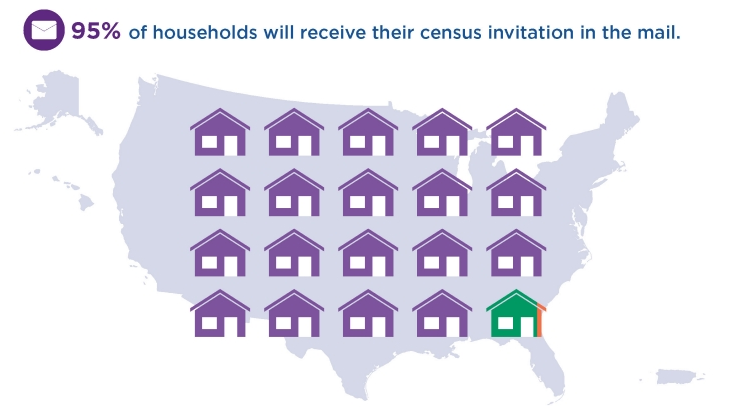 95% of households will receive their census invitation in the mail.